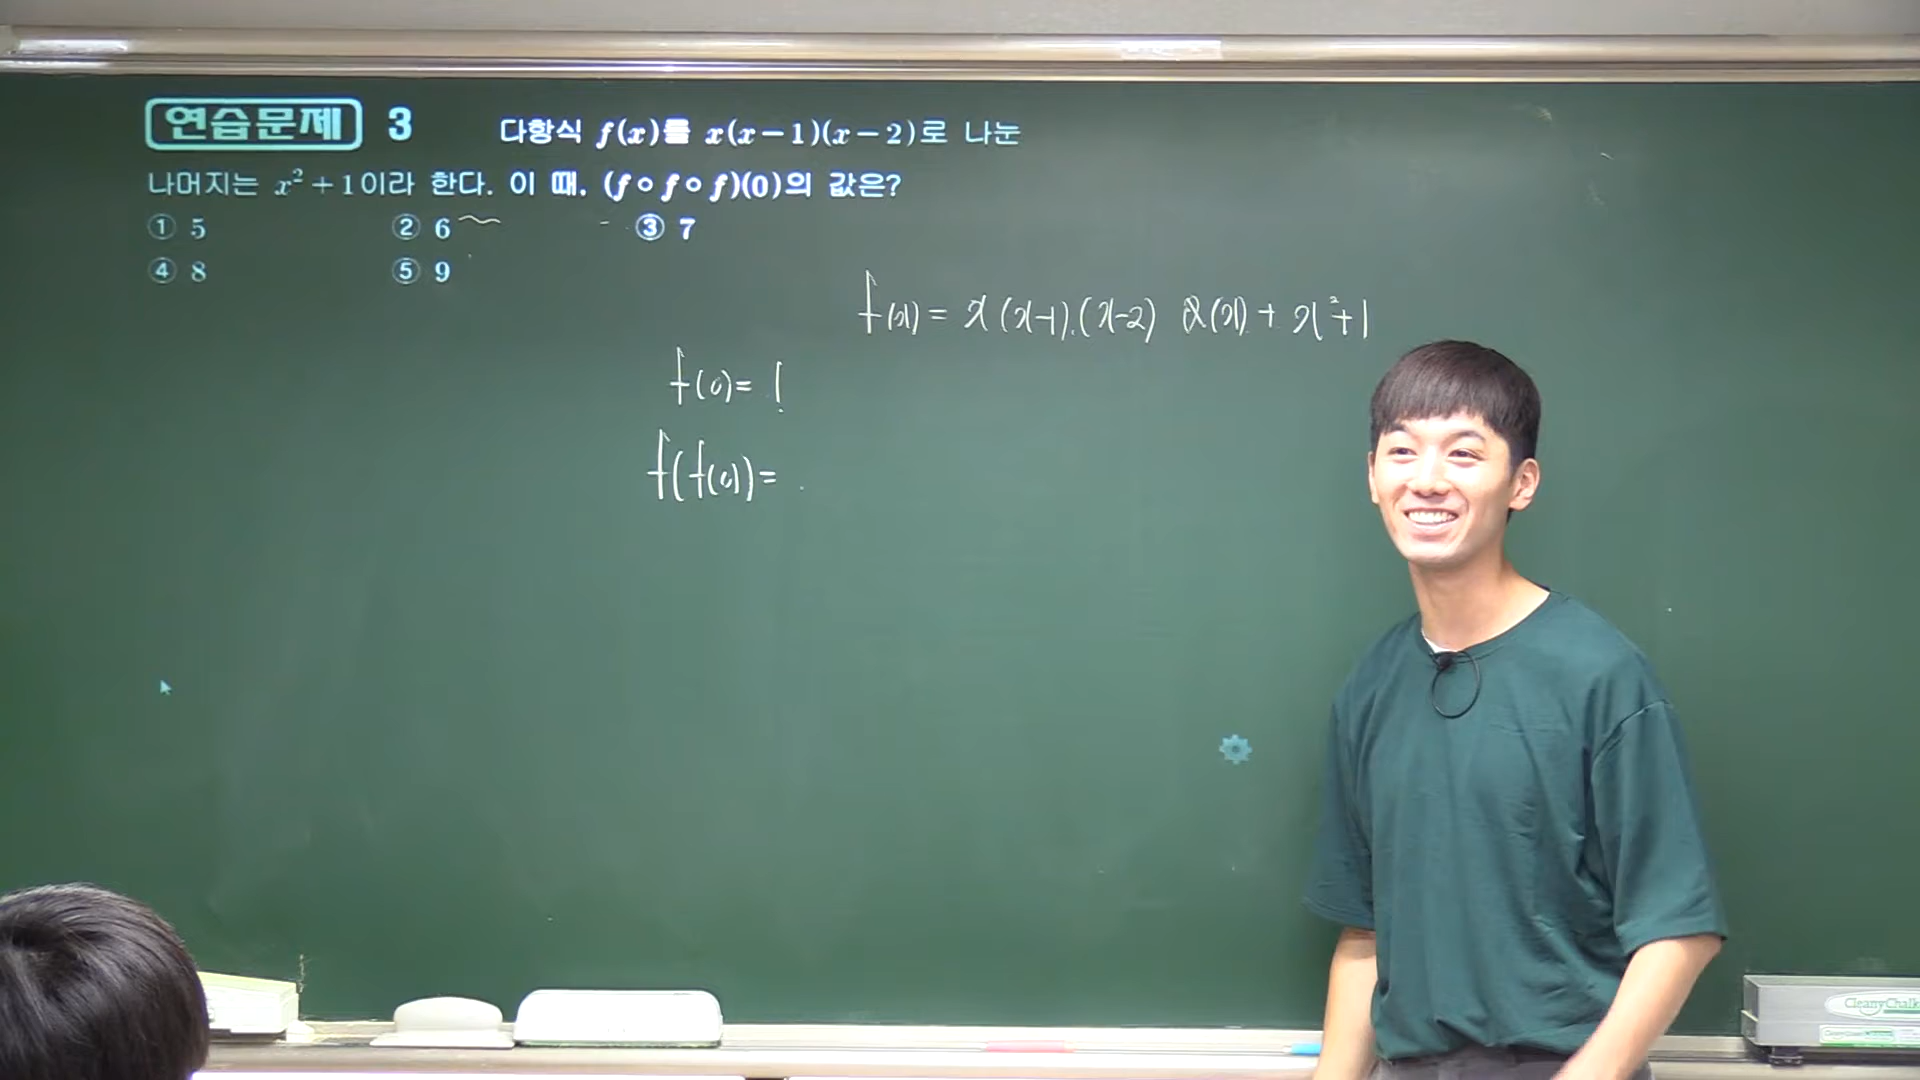 연습문제 3 다항식 f(x)를 x(x-1)(x-2)로 나눈
나머지는 x²+1이라 한다. 이 때, (f∘f∘f)(0)의 값은?
① 5 ② 6 ③ 7
④ 8 ⑤ 9
f(x) = x(x-1)(x-2) Q(x) + x²+1
f(0) = 1
f(f(0)) =
CleanyChalk